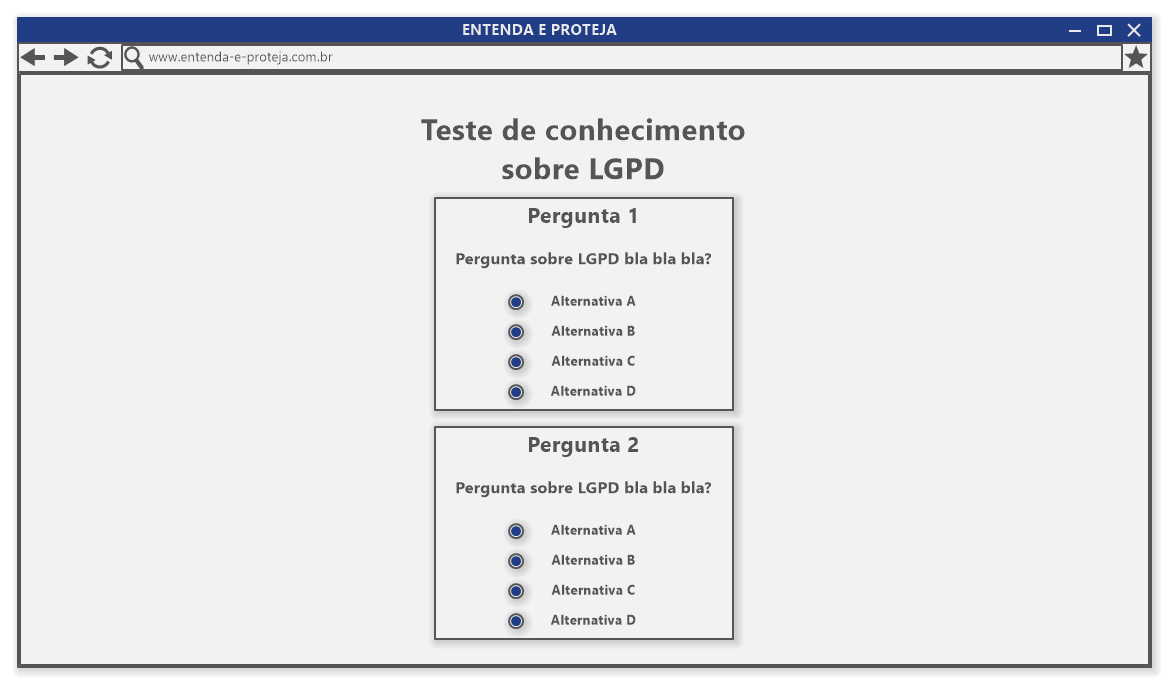 ENTENDA E PROTEJA
www.entenda-e-proteja.com.br
Teste de conhecimento
sobre LGPD
Pergunta 1
Pergunta sobre LGPD bla bla bla?
Alternativa A
Alternativa B
Alternativa C
Alternativa D
Pergunta 2
Pergunta sobre LGPD bla bla bla?
Alternativa A
Alternativa B
Alternativa C
Alternativa D